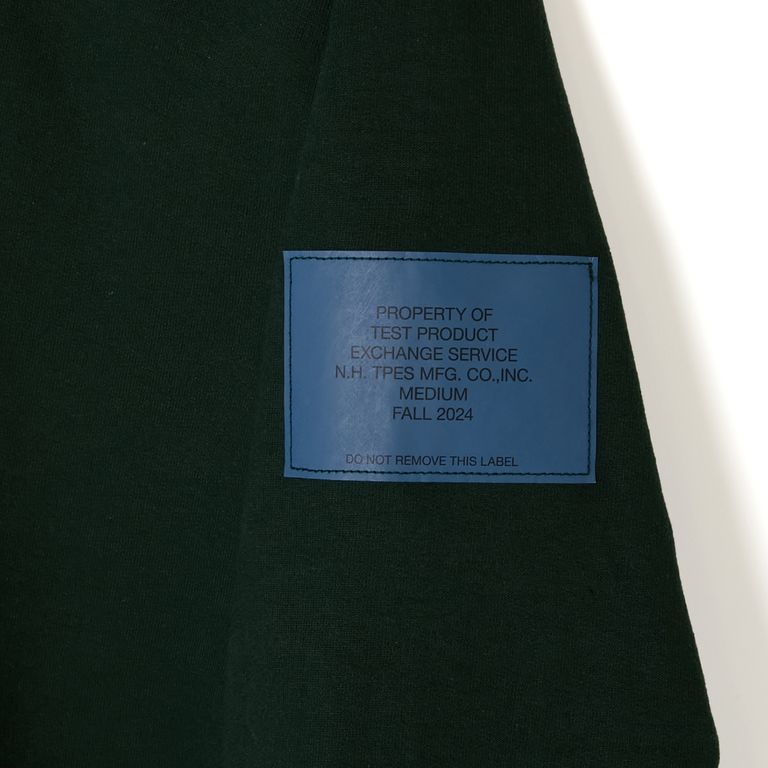 PROPERTY OF
TEST PRODUCT
EXCHANGE SERVICE
N.H. TPES MFG. CO.,INC.
MEDIUM
FALL 2024
DO NOT REMOVE THIS LABEL